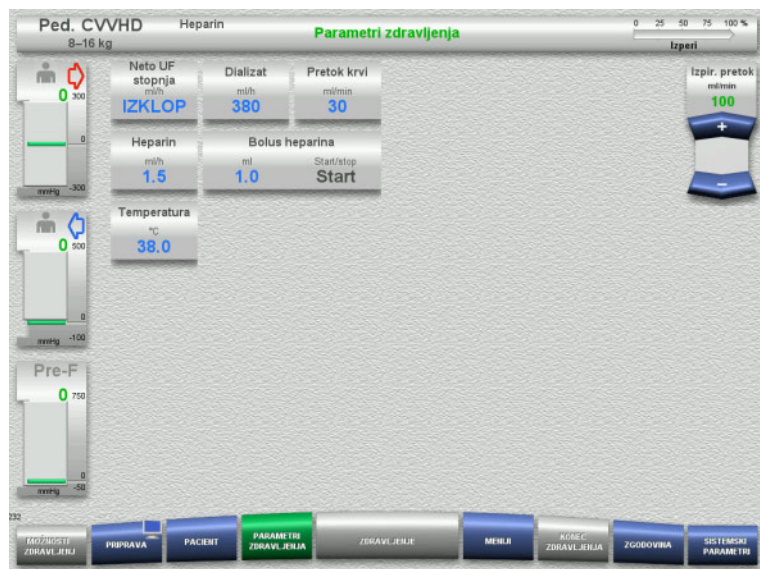 Ped. CVVHD Heparin Parametri zdravljenja 0 25 50 75 100 %
8–16 kg Izperi
Neto UF stopnja Dializat Pretok krvi Izpir. pretok
ml/h ml/h ml/min ml/min
IZKLOP 380 30 100
+
–
0 300
0
mmHg -300
Heparin Bolus heparina
ml/h ml Start/stop
1.5 1.0 Start
Temperatura
°C
38.0
0 500
0
mmHg -100
Pre-F
0 750
0
mmHg -50
232
MOŽNOSTI ZDRAVLJENJ
PRIPRAVA
PACIENT
PARAMETRI ZDRAVLJENJA
ZDRAVLJENJE
MENIJI
KONEC ZDRAVLJENJA
ZGODOVINA
SISTEMSKI PARAMETRI